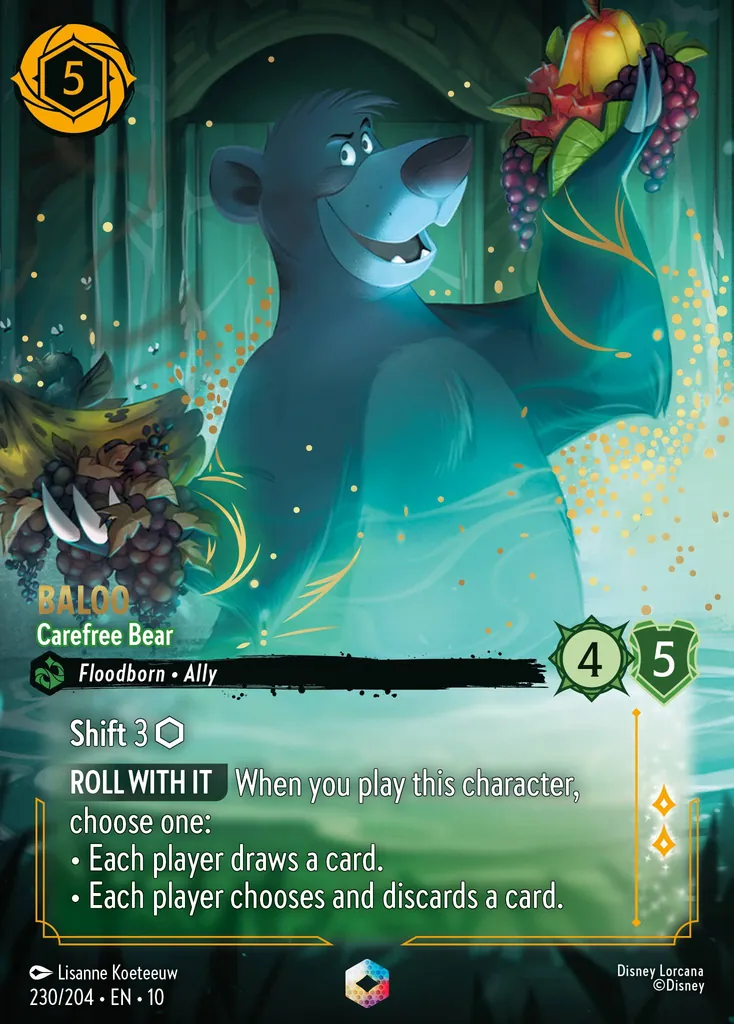 5
BALOO
Carefree Bear
Floodborn • Ally
4
5
Shift 3
ROLL WITH IT When you play this character,
choose one:
• Each player draws a card.
• Each player chooses and discards a card.
Lisanne Koeteeuw
230/204 • EN • 10
Disney Lorcana
©Disney